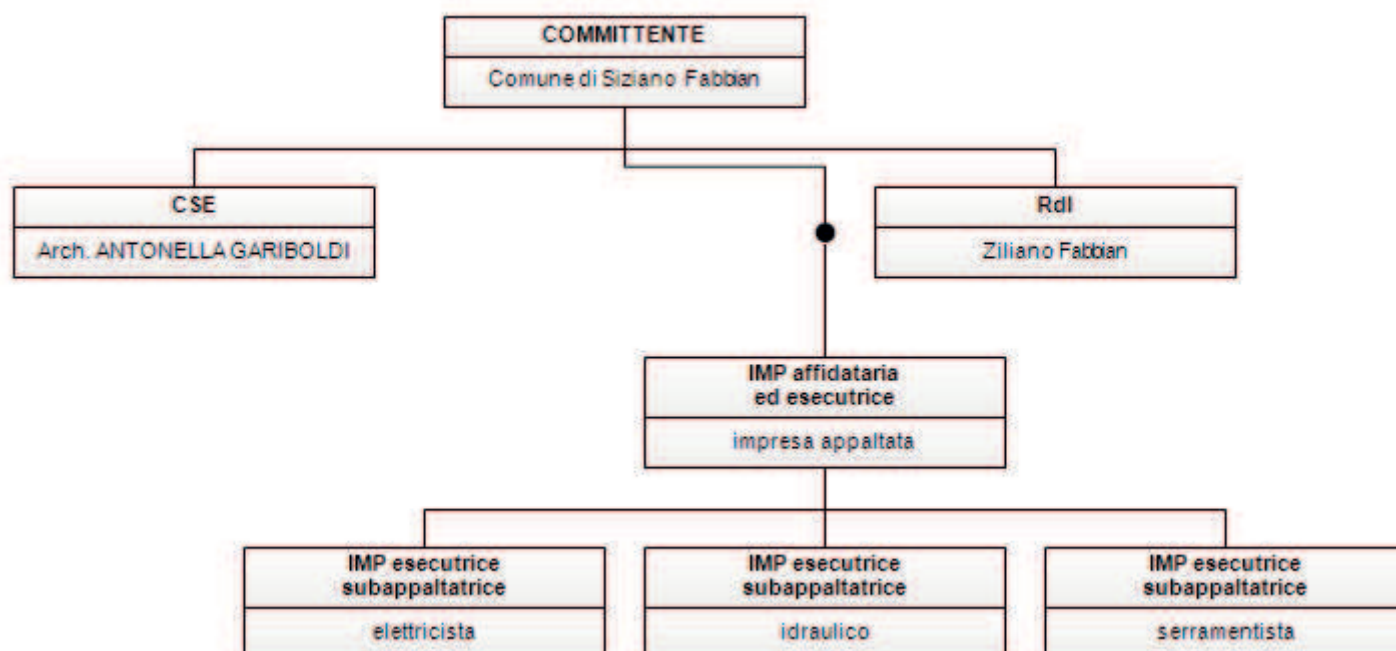 COMMITTENTE
Comune di Siziano Fabbian
CSE
Arch. ANTONELLA GARIBOLDI
Rdl
Ziliano Fabbian
IMP affidataria
ed esecutrice
impresa appaltata
IMP esecutrice
subappaltatrice
elettricista
IMP esecutrice
subappaltatrice
idraulico
IMP esecutrice
subappaltatrice
serramentista